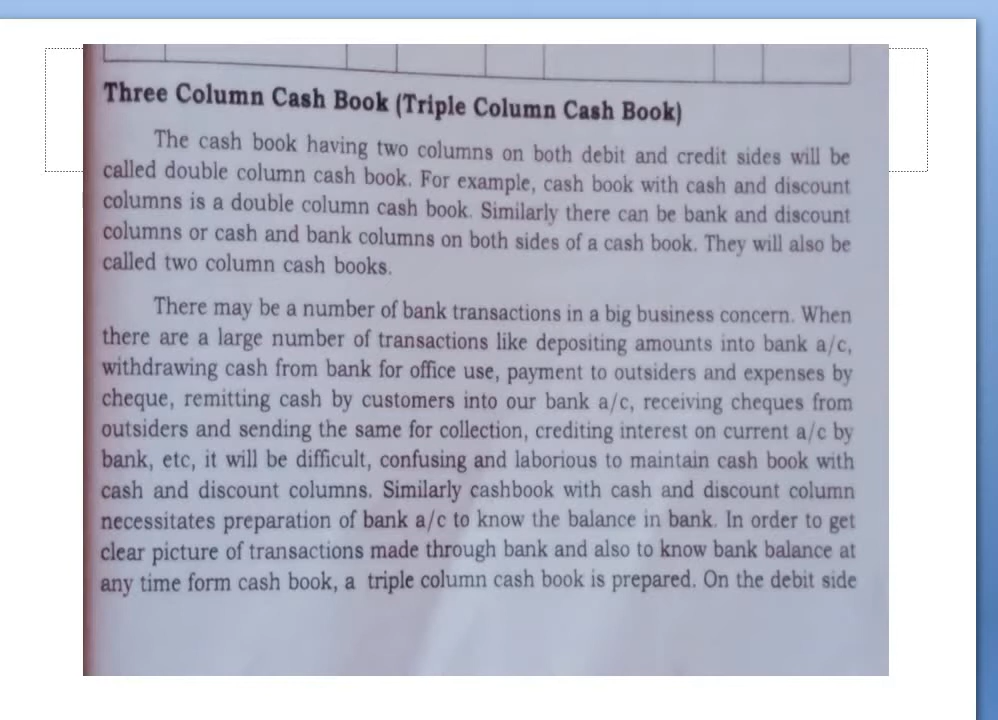 Three Column Cash Book (Triple Column Cash Book)
The cash book having two columns on both debit and credit sides will be
called double column cash book. For example, cash book with cash and discount
columns is a double column cash book. Similarly there can be bank and discount
columns or cash and bank columns on both sides of a cash book. They will also be
called two column cash books.
There may be a number of bank transactions in a big business concern. When
there are a large number of transactions like depositing amounts into bank a/c,
withdrawing cash from bank for office use, payment to outsiders and expenses by
cheque, remitting cash by customers into our bank a/c, receiving cheques from
outsiders and sending the same for collection, crediting interest on current a/c by
bank, etc, it will be difficult, confusing and laborious to maintain cash book with
cash and discount columns. Similarly cashbook with cash and discount column
necessitates preparation of bank a/c to know the balance in bank. In order to get
clear picture of transactions made through bank and also to know bank balance at
any time form cash book, a triple column cash book is prepared. On the debit side